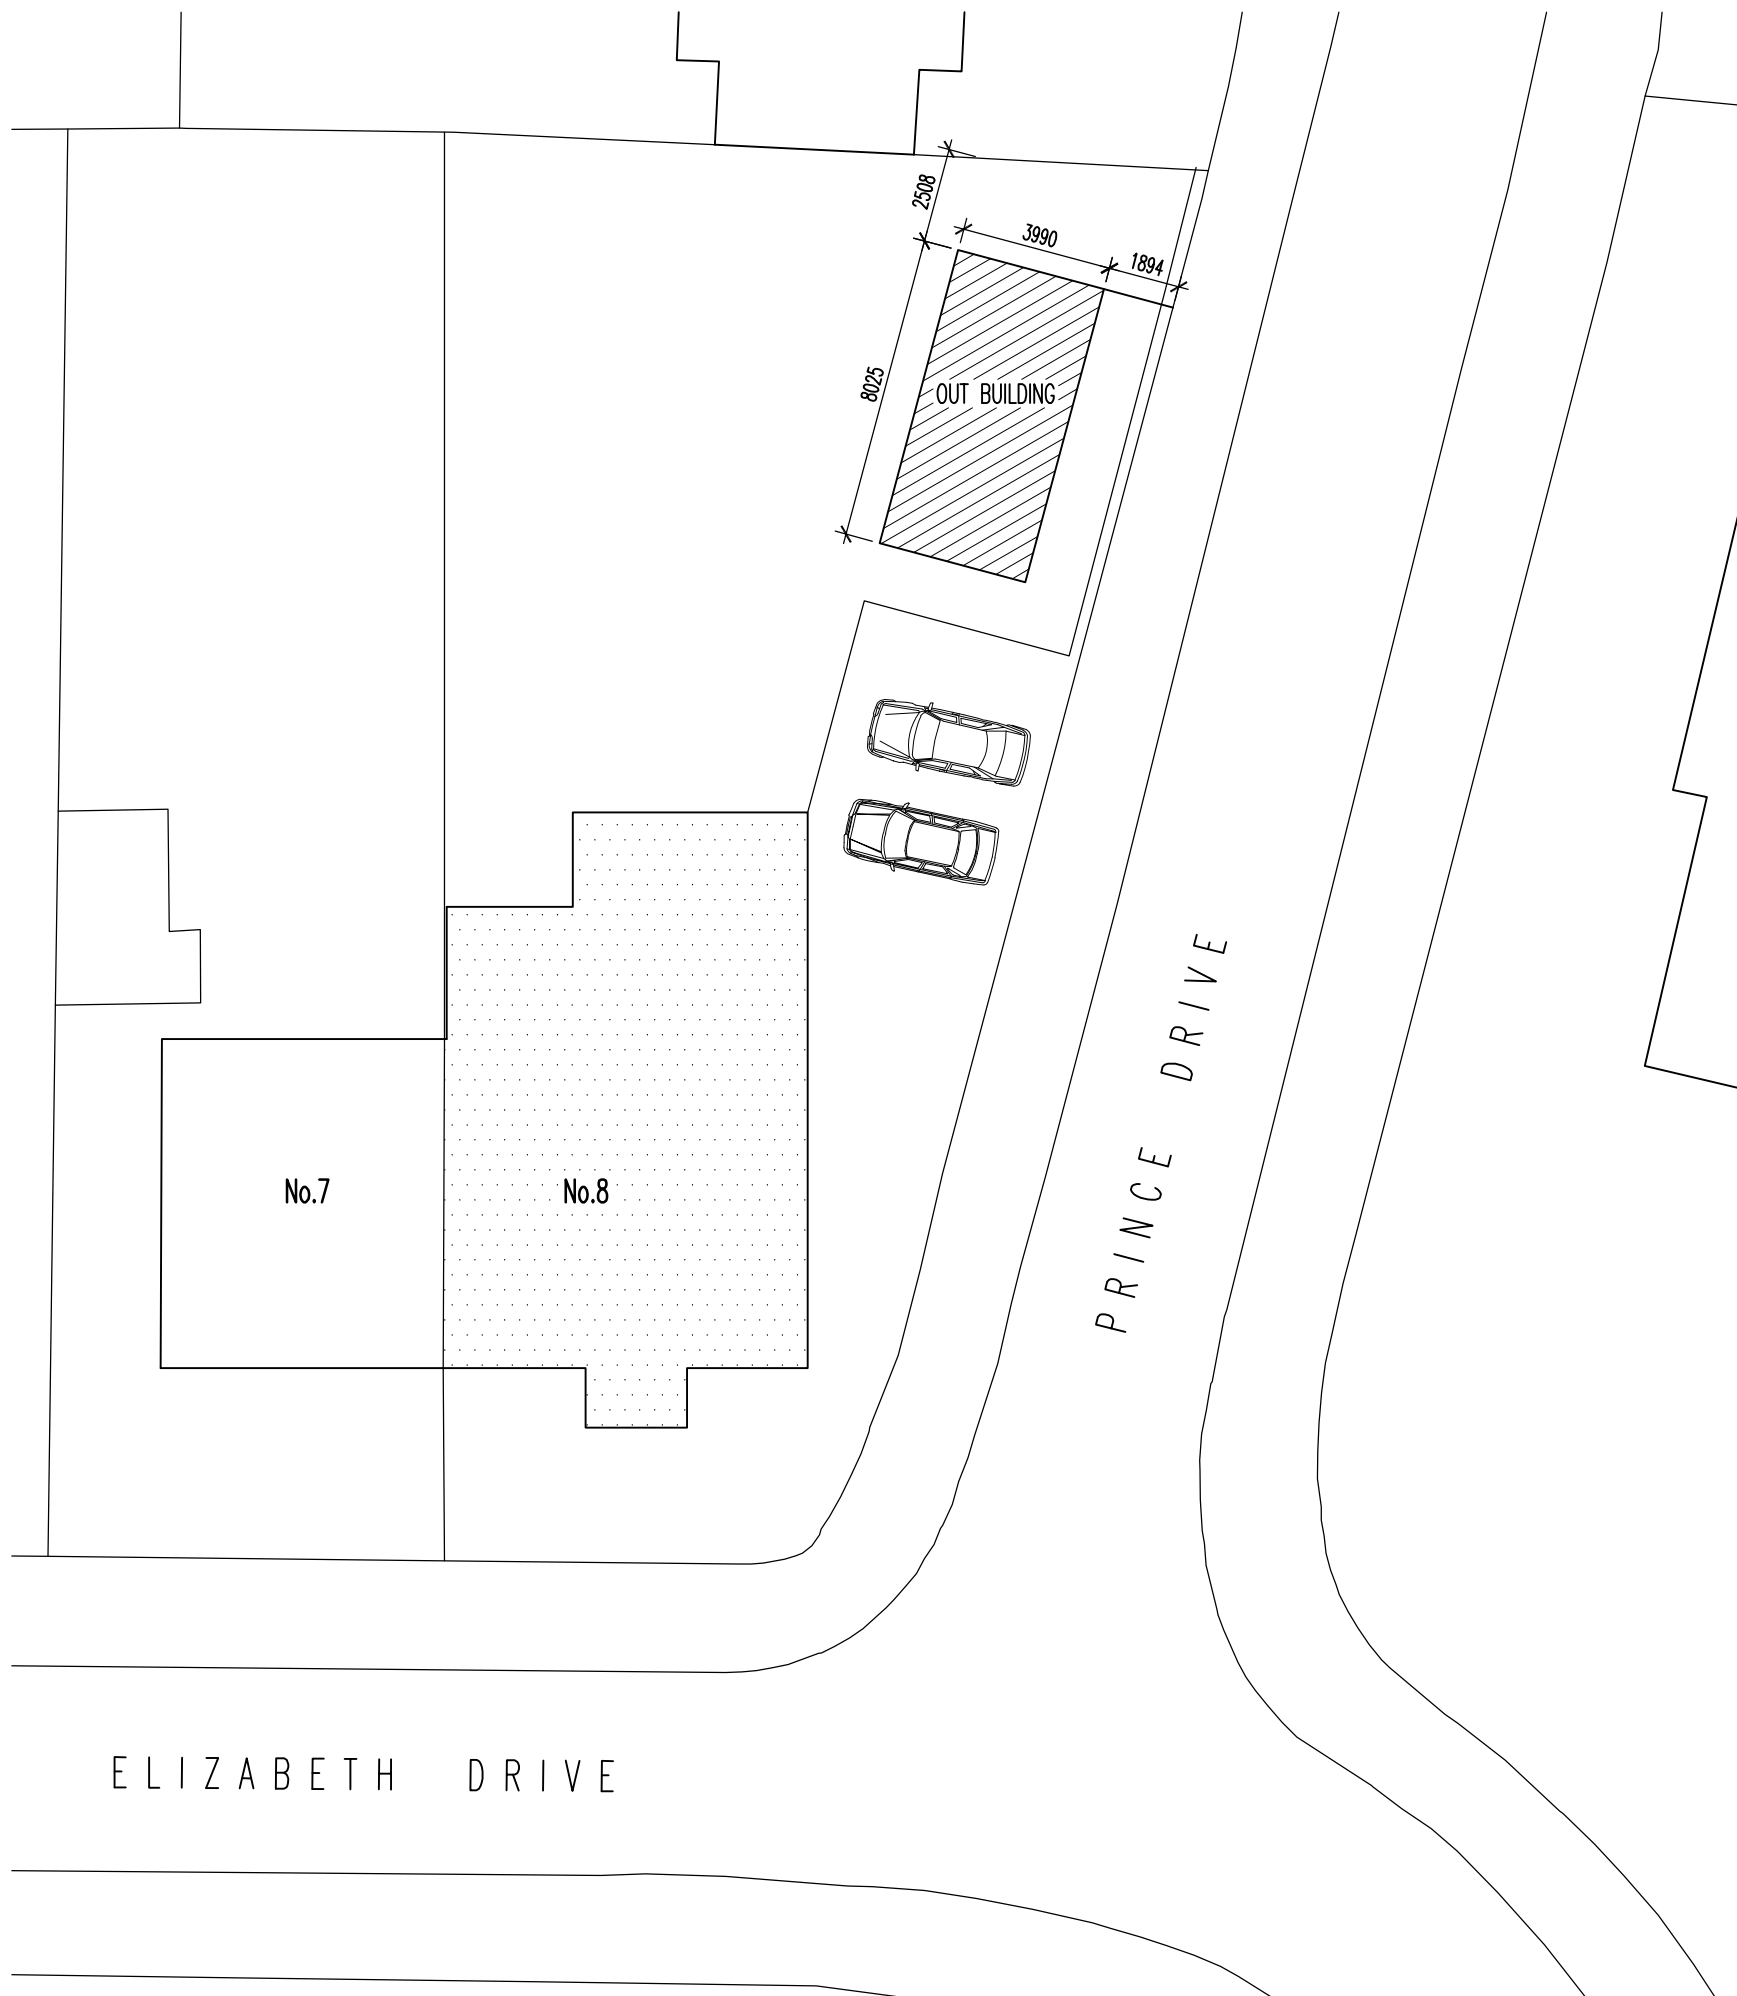 2508
3990
1894
8025
OUT BUILDING
PRINCE DRIVE
No.7
No.8
ELIZABETH DRIVE